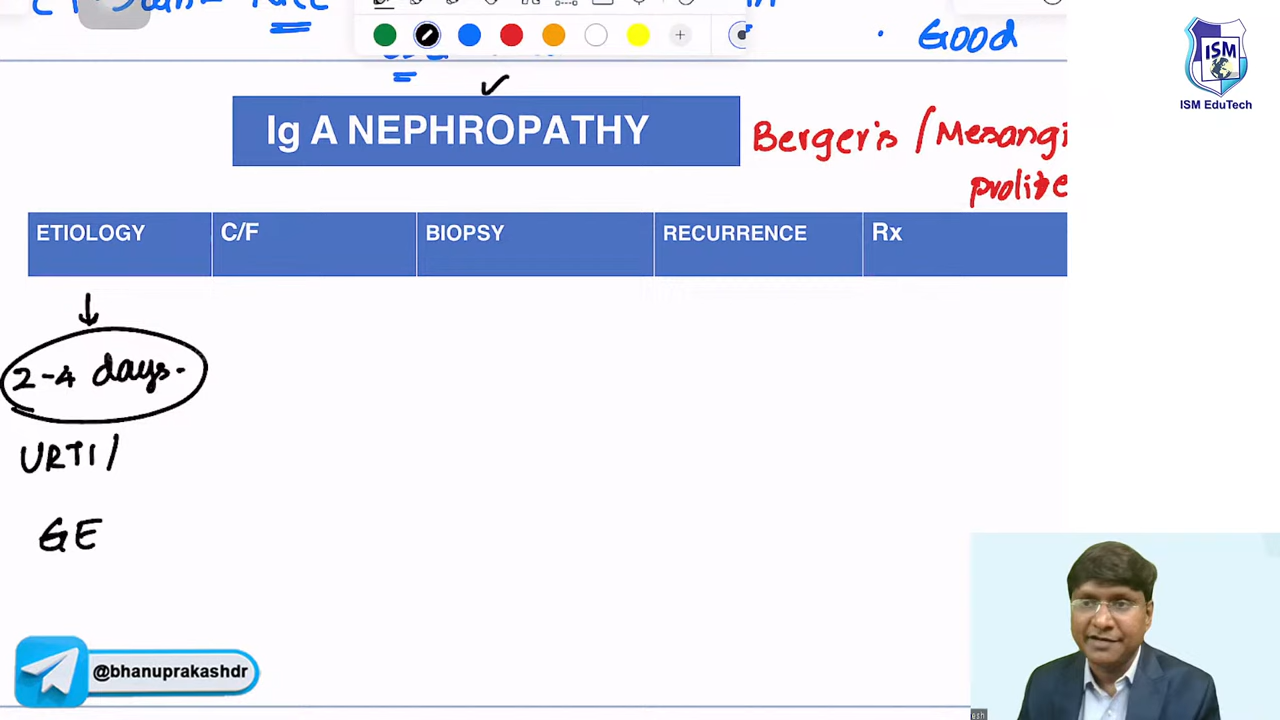 GOOD
ISM
ISM EduTech
Ig A NEPHROPATHY
Berger's / Mesangi
prolife
ETIOLOGY C/F BIOPSY RECURRENCE Rx
2-4 days.
URTI /
GE
@bhanuprakashdr